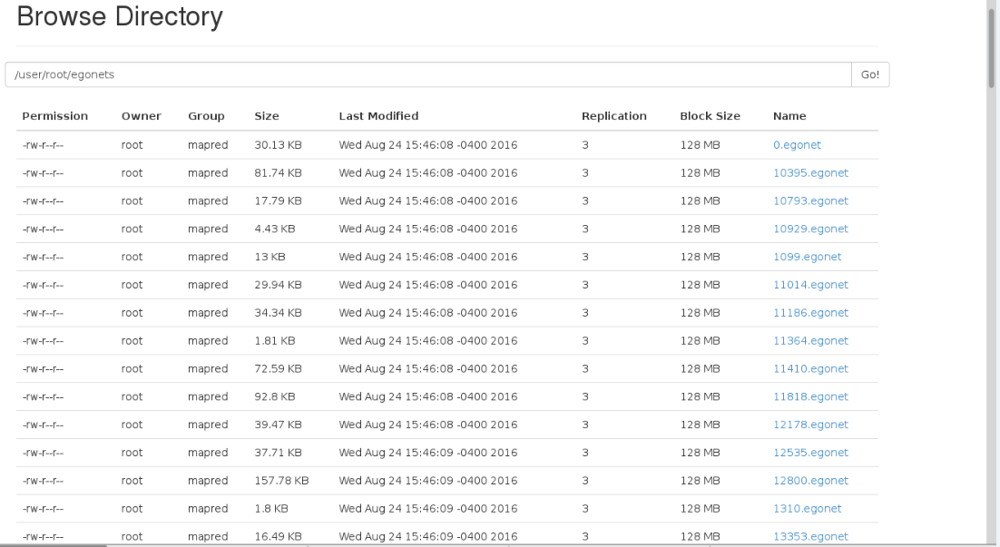 Browse Directory
/user/root/egonets Go!
Permission Owner Group Size Last Modified Replication Block Size Name
-rw-r--r-- root mapred 30.13 KB Wed Aug 24 15:46:08 -0400 2016 3 128 MB 0.egonet
-rw-r--r-- root mapred 81.74 KB Wed Aug 24 15:46:08 -0400 2016 3 128 MB 10395.egonet
-rw-r--r-- root mapred 17.79 KB Wed Aug 24 15:46:08 -0400 2016 3 128 MB 10793.egonet
-rw-r--r-- root mapred 4.43 KB Wed Aug 24 15:46:08 -0400 2016 3 128 MB 10929.egonet
-rw-r--r-- root mapred 13 KB Wed Aug 24 15:46:08 -0400 2016 3 128 MB 1099.egonet
-rw-r--r-- root mapred 29.94 KB Wed Aug 24 15:46:08 -0400 2016 3 128 MB 11014.egonet
-rw-r--r-- root mapred 34.34 KB Wed Aug 24 15:46:08 -0400 2016 3 128 MB 11186.egonet
-rw-r--r-- root mapred 1.81 KB Wed Aug 24 15:46:08 -0400 2016 3 128 MB 11364.egonet
-rw-r--r-- root mapred 72.59 KB Wed Aug 24 15:46:08 -0400 2016 3 128 MB 11410.egonet
-rw-r--r-- root mapred 92.8 KB Wed Aug 24 15:46:08 -0400 2016 3 128 MB 11818.egonet
-rw-r--r-- root mapred 39.47 KB Wed Aug 24 15:46:08 -0400 2016 3 128 MB 12178.egonet
-rw-r--r-- root mapred 37.71 KB Wed Aug 24 15:46:09 -0400 2016 3 128 MB 12535.egonet
-rw-r--r-- root mapred 157.78 KB Wed Aug 24 15:46:09 -0400 2016 3 128 MB 12800.egonet
-rw-r--r-- root mapred 1.8 KB Wed Aug 24 15:46:09 -0400 2016 3 128 MB 1310.egonet
-rw-r--r-- root mapred 16.49 KB Wed Aug 24 15:46:09 -0400 2016 3 128 MB 13353.egonet